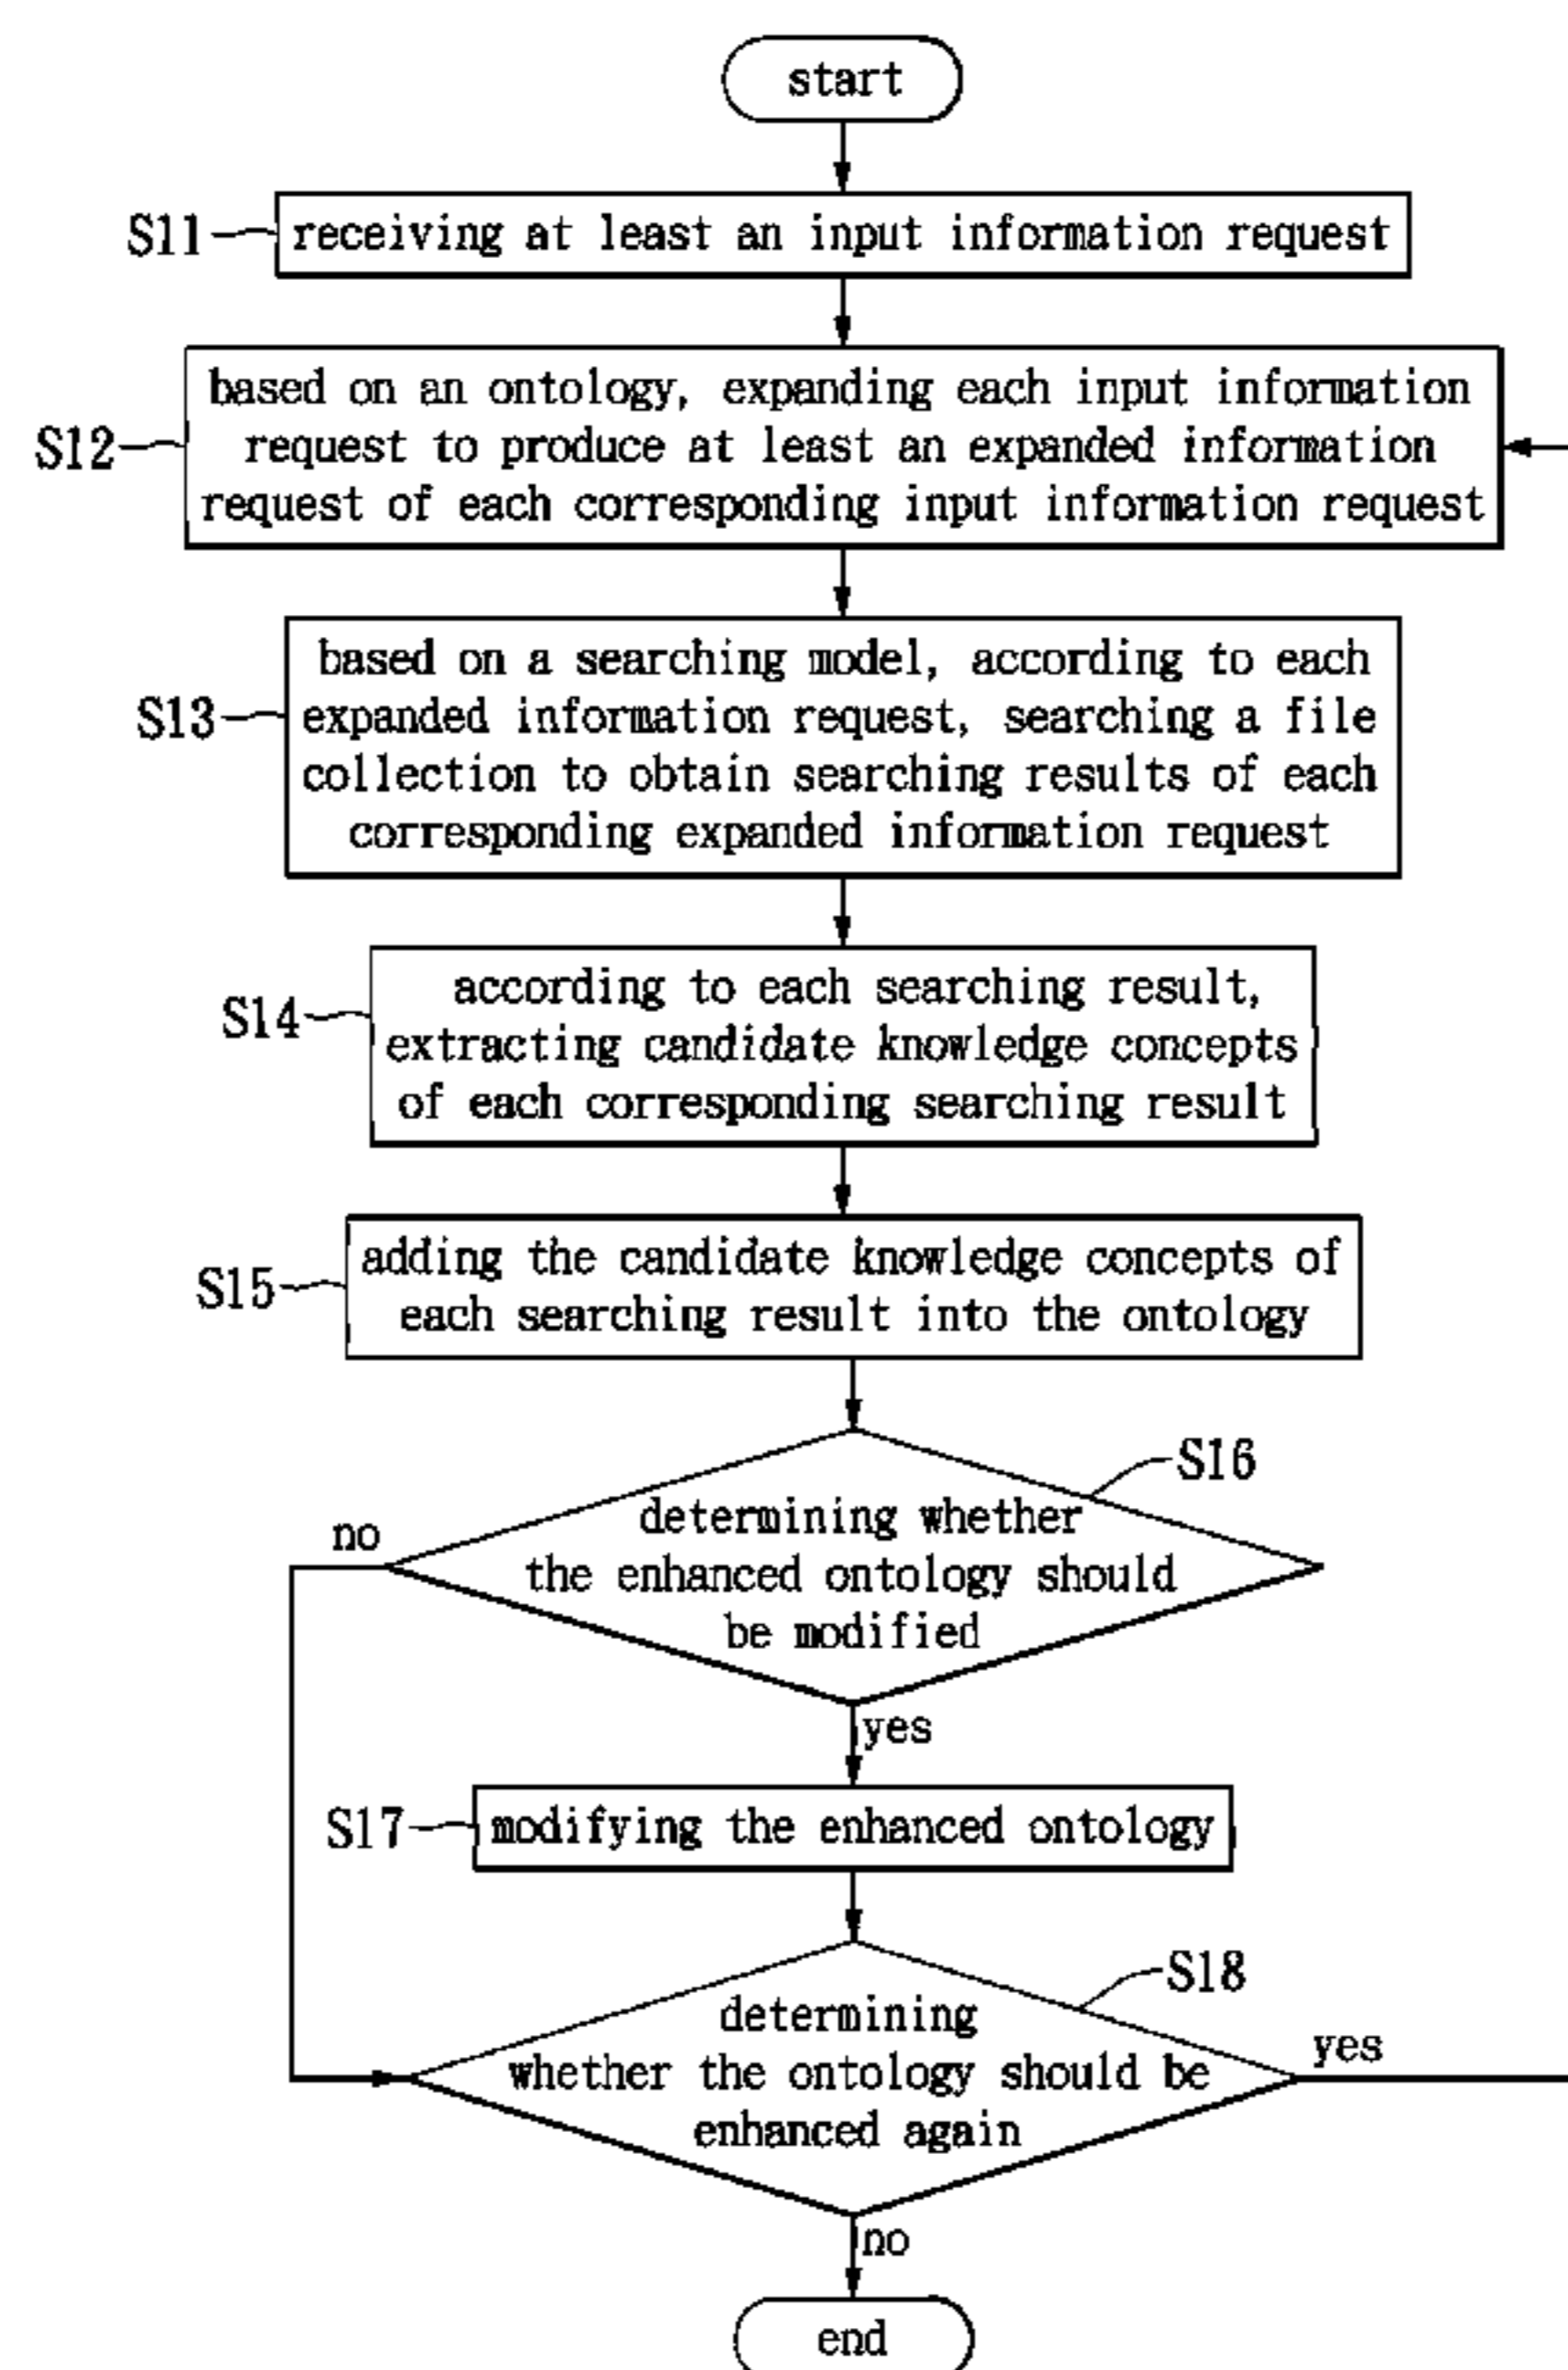 start
S11
receiving at least an input information request
S12
based on an ontology, expanding each input information
request to produce at least an expanded information
request of each corresponding input information request
S13
based on a searching model, according to each
expanded information request, searching a file
collection to obtain searching results of each
corresponding expanded information request
S14
according to each searching result,
extracting candidate knowledge concepts
of each corresponding searching result
S15
adding the candidate knowledge concepts of
each searching result into the ontology
S16
determining whether
the enhanced ontology should
be modified
no
yes
S17
modifying the enhanced ontology
S18
determining
whether the ontology should be
enhanced again
yes
no
end